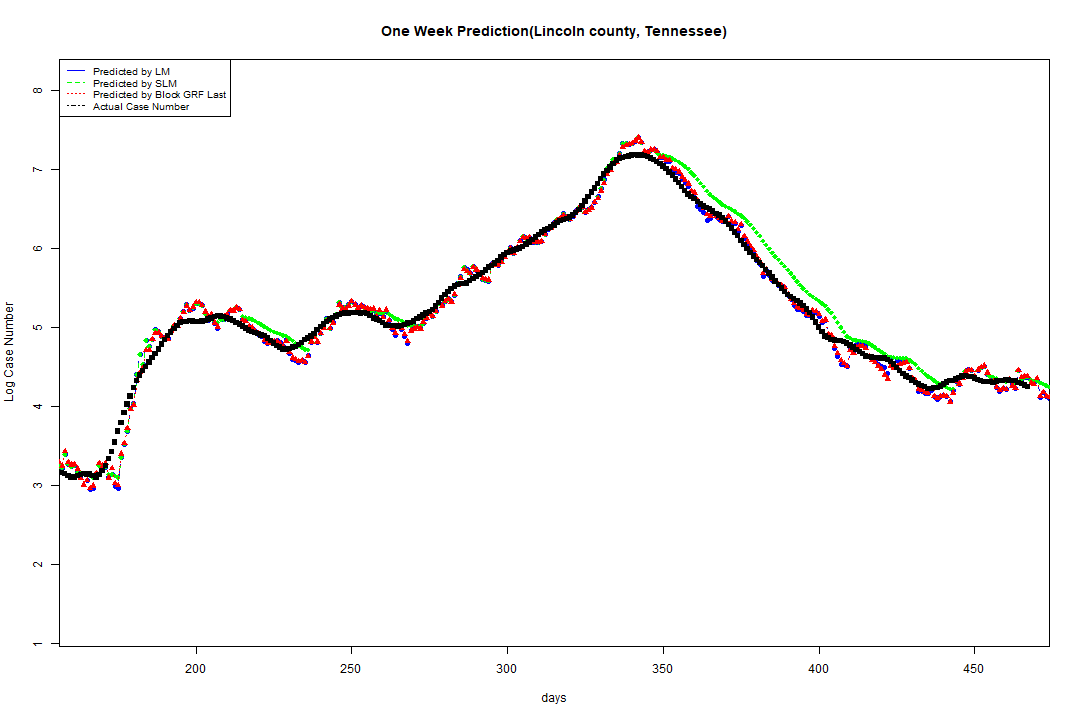 One Week Prediction(Lincoln county, Tennessee)
Predicted by LM
Predicted by SLM
Predicted by Block GRF Last
Actual Case Number
8
7
6
5
4
3
2
1
Log Case Number
200 250 300 350 400 450
days